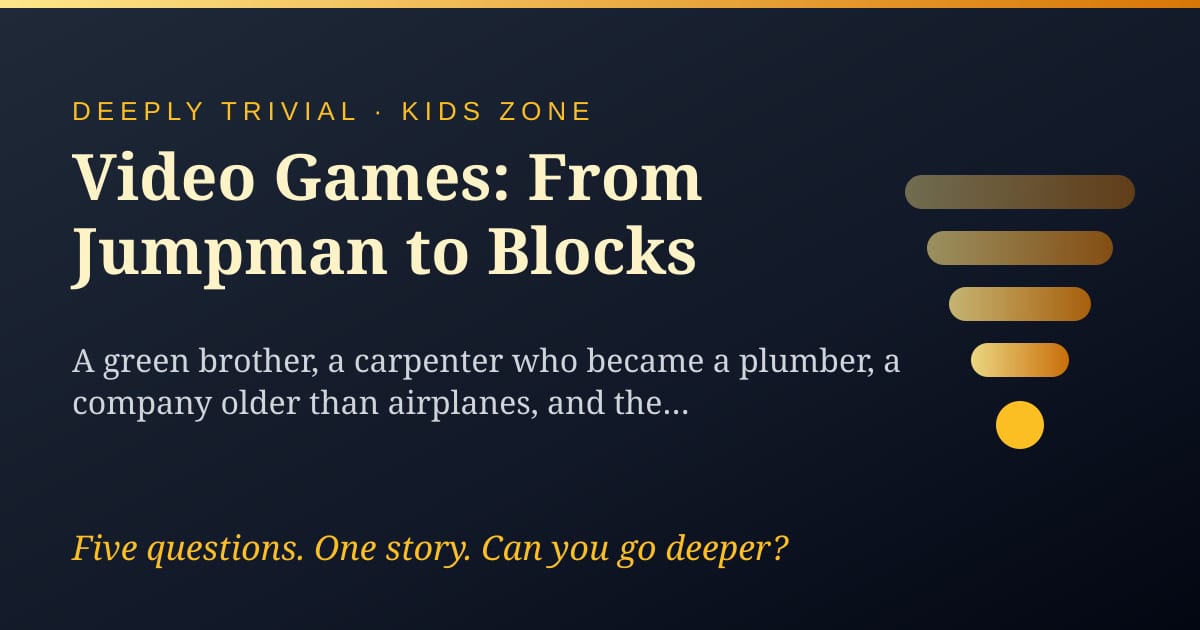 DEEPLY TRIVIAL · KIDS ZONE
Video Games: From
Jumpman to Blocks
A green brother, a carpenter who became a plumber, a
company older than airplanes, and the…
Five questions. One story. Can you go deeper?